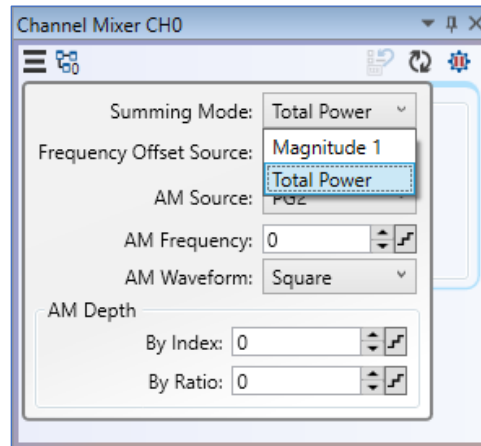 Channel Mixer CH0
Summing Mode: Total Power
Magnitude 1
Frequency Offset Source:
Total Power
AM Source: PG2
AM Frequency: 0
AM Waveform: Square
AM Depth
By Index: 0
By Ratio: 0